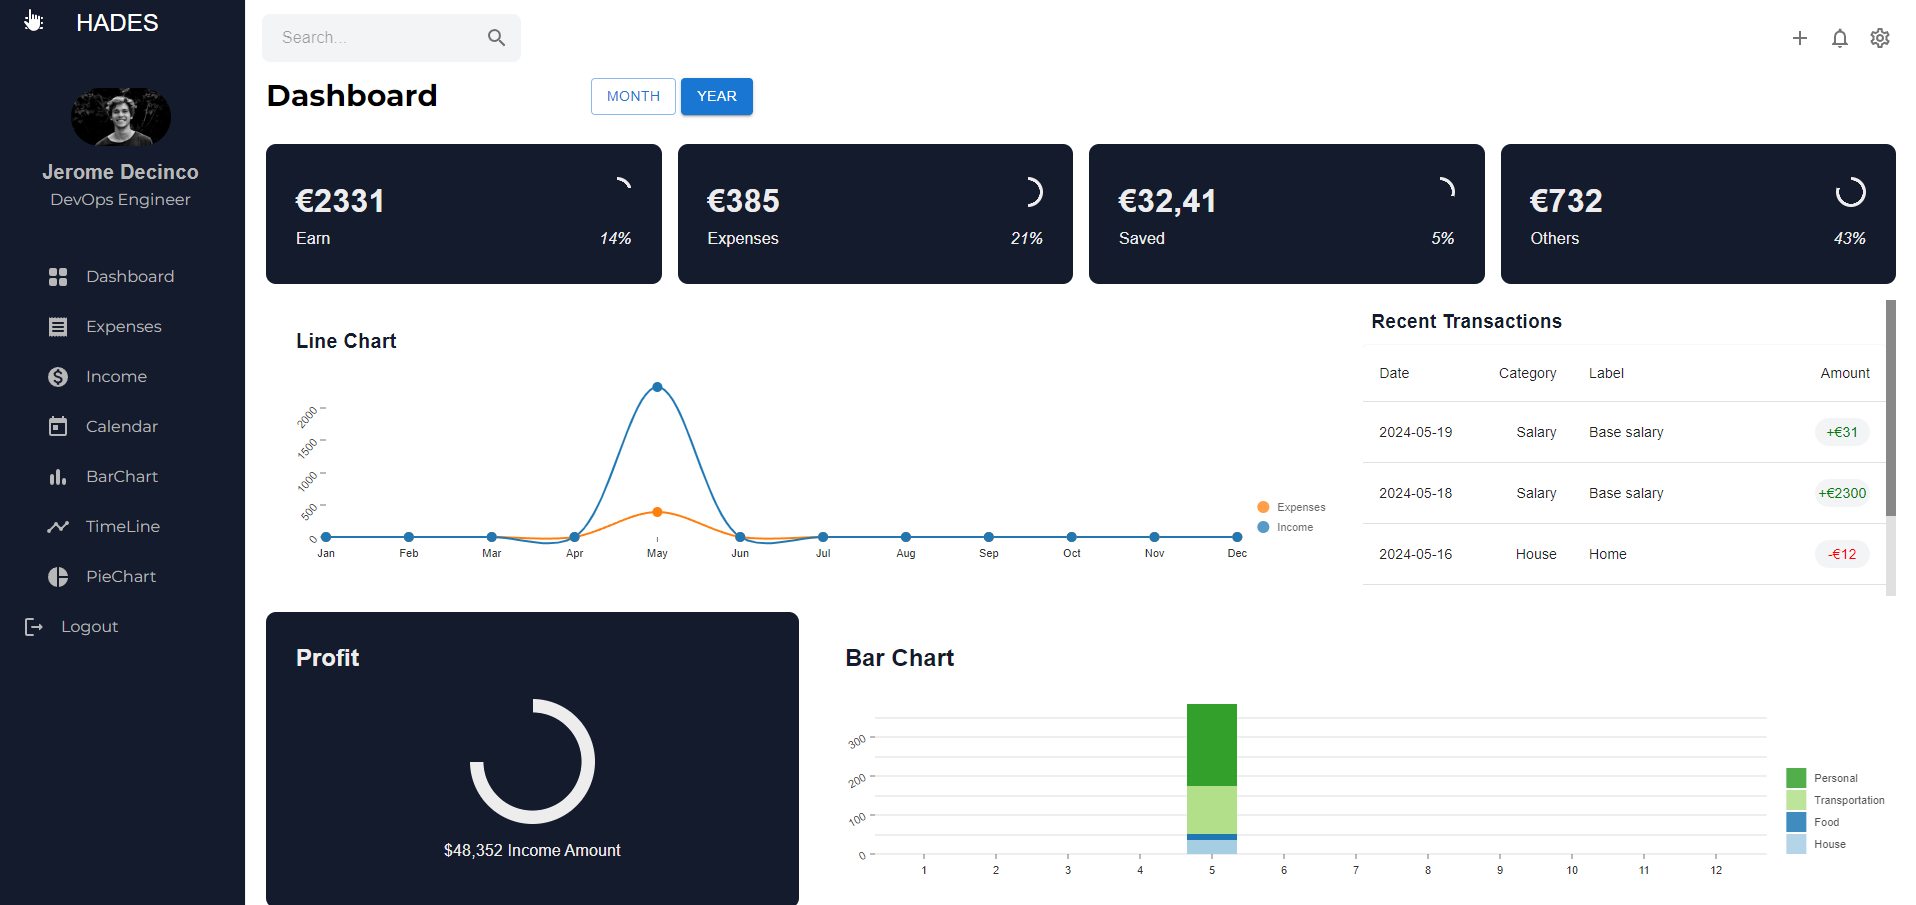 HADES
Jerome Decinco
DevOps Engineer
Dashboard
Expenses
Income
Calendar
BarChart
TimeLine
PieChart
Logout
Search...
Dashboard
MONTH YEAR
€2331
Earn 14%
€385
Expenses 21%
€32,41
Saved 5%
€732
Others 43%
Line Chart
2000
1500
1000
500
0
Jan Feb Mar Apr May Jun Jul Aug Sep Oct Nov Dec
Expenses
Income
Recent Transactions
Date Category Label Amount
2024-05-19 Salary Base salary +€31
2024-05-18 Salary Base salary +€2300
2024-05-16 House Home -€12
Profit
$48,352 Income Amount
Bar Chart
300
200
100
0
1 2 3 4 5 6 7 8 9 10 11 12
Personal
Transportation
Food
House